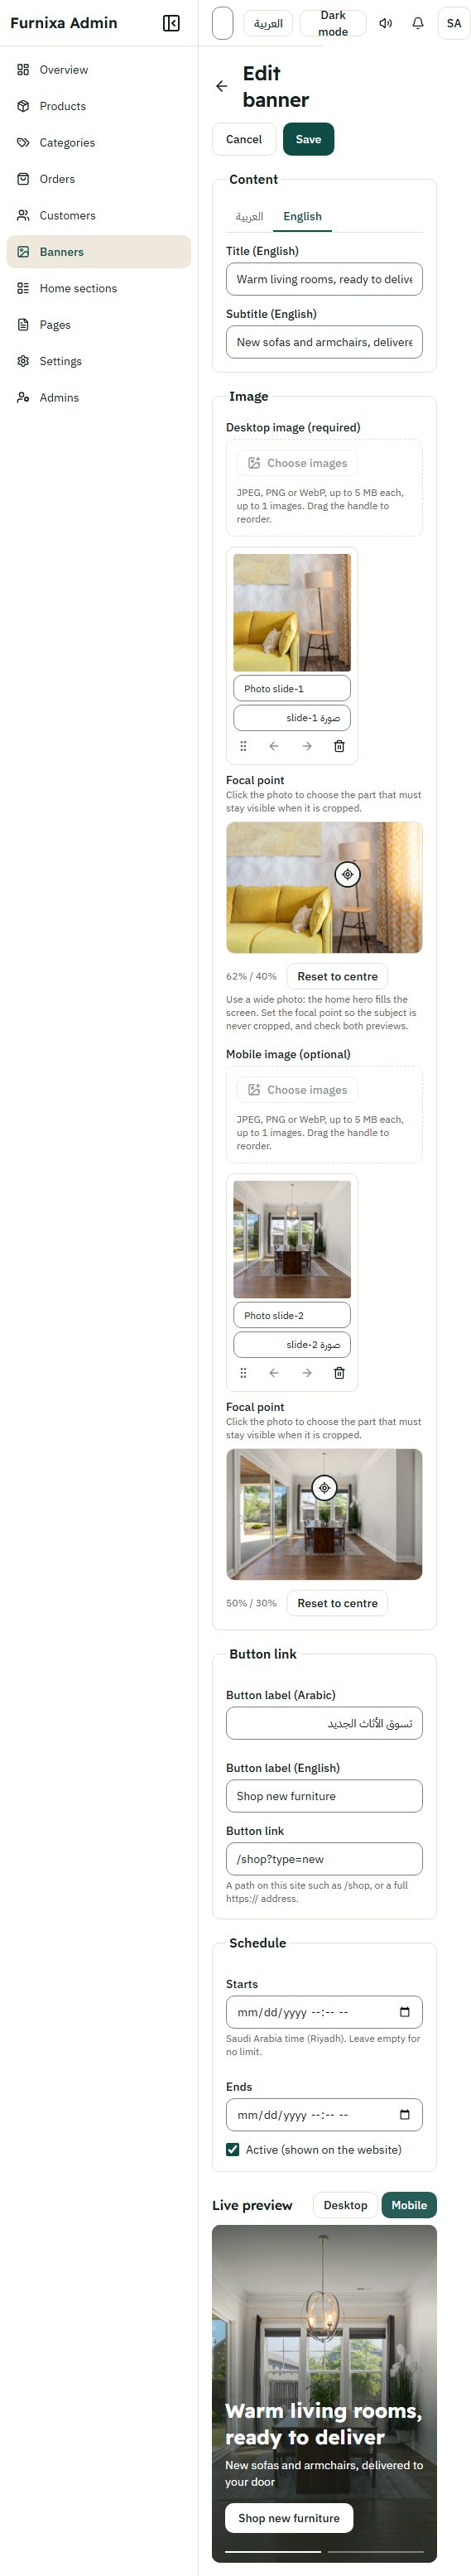 Furnixa Admin
العربية
Dark mode
SA
Overview
Products
Categories
Orders
Customers
Banners
Home sections
Pages
Settings
Admins
Edit banner
Cancel
Save
Content
العربية
English
Title (English)
Warm living rooms, ready to delive
Subtitle (English)
New sofas and armchairs, delivere
Image
Desktop image (required)
Choose images
JPEG, PNG or WebP, up to 5 MB each,
up to 1 images. Drag the handle to
reorder.
Photo slide-1
صورة slide-1
Focal point
Click the photo to choose the part that must
stay visible when it is cropped.
62% / 40%
Reset to centre
Use a wide photo: the home hero fills the
screen. Set the focal point so the subject is
never cropped, and check both previews.
Mobile image (optional)
Choose images
JPEG, PNG or WebP, up to 5 MB each,
up to 1 images. Drag the handle to
reorder.
Photo slide-2
صورة slide-2
Focal point
Click the photo to choose the part that must
stay visible when it is cropped.
50% / 30%
Reset to centre
Button link
Button label (Arabic)
تسوق الأثاث الجديد
Button label (English)
Shop new furniture
Button link
/shop?type=new
A path on this site such as /shop, or a full
https:// address.
Schedule
Starts
mm/dd/yyyy --:-- --
Saudi Arabia time (Riyadh). Leave empty for
no limit.
Ends
mm/dd/yyyy --:-- --
Active (shown on the website)
Live preview
Desktop
Mobile
Warm living rooms,
ready to deliver
New sofas and armchairs, delivered to
your door
Shop new furniture